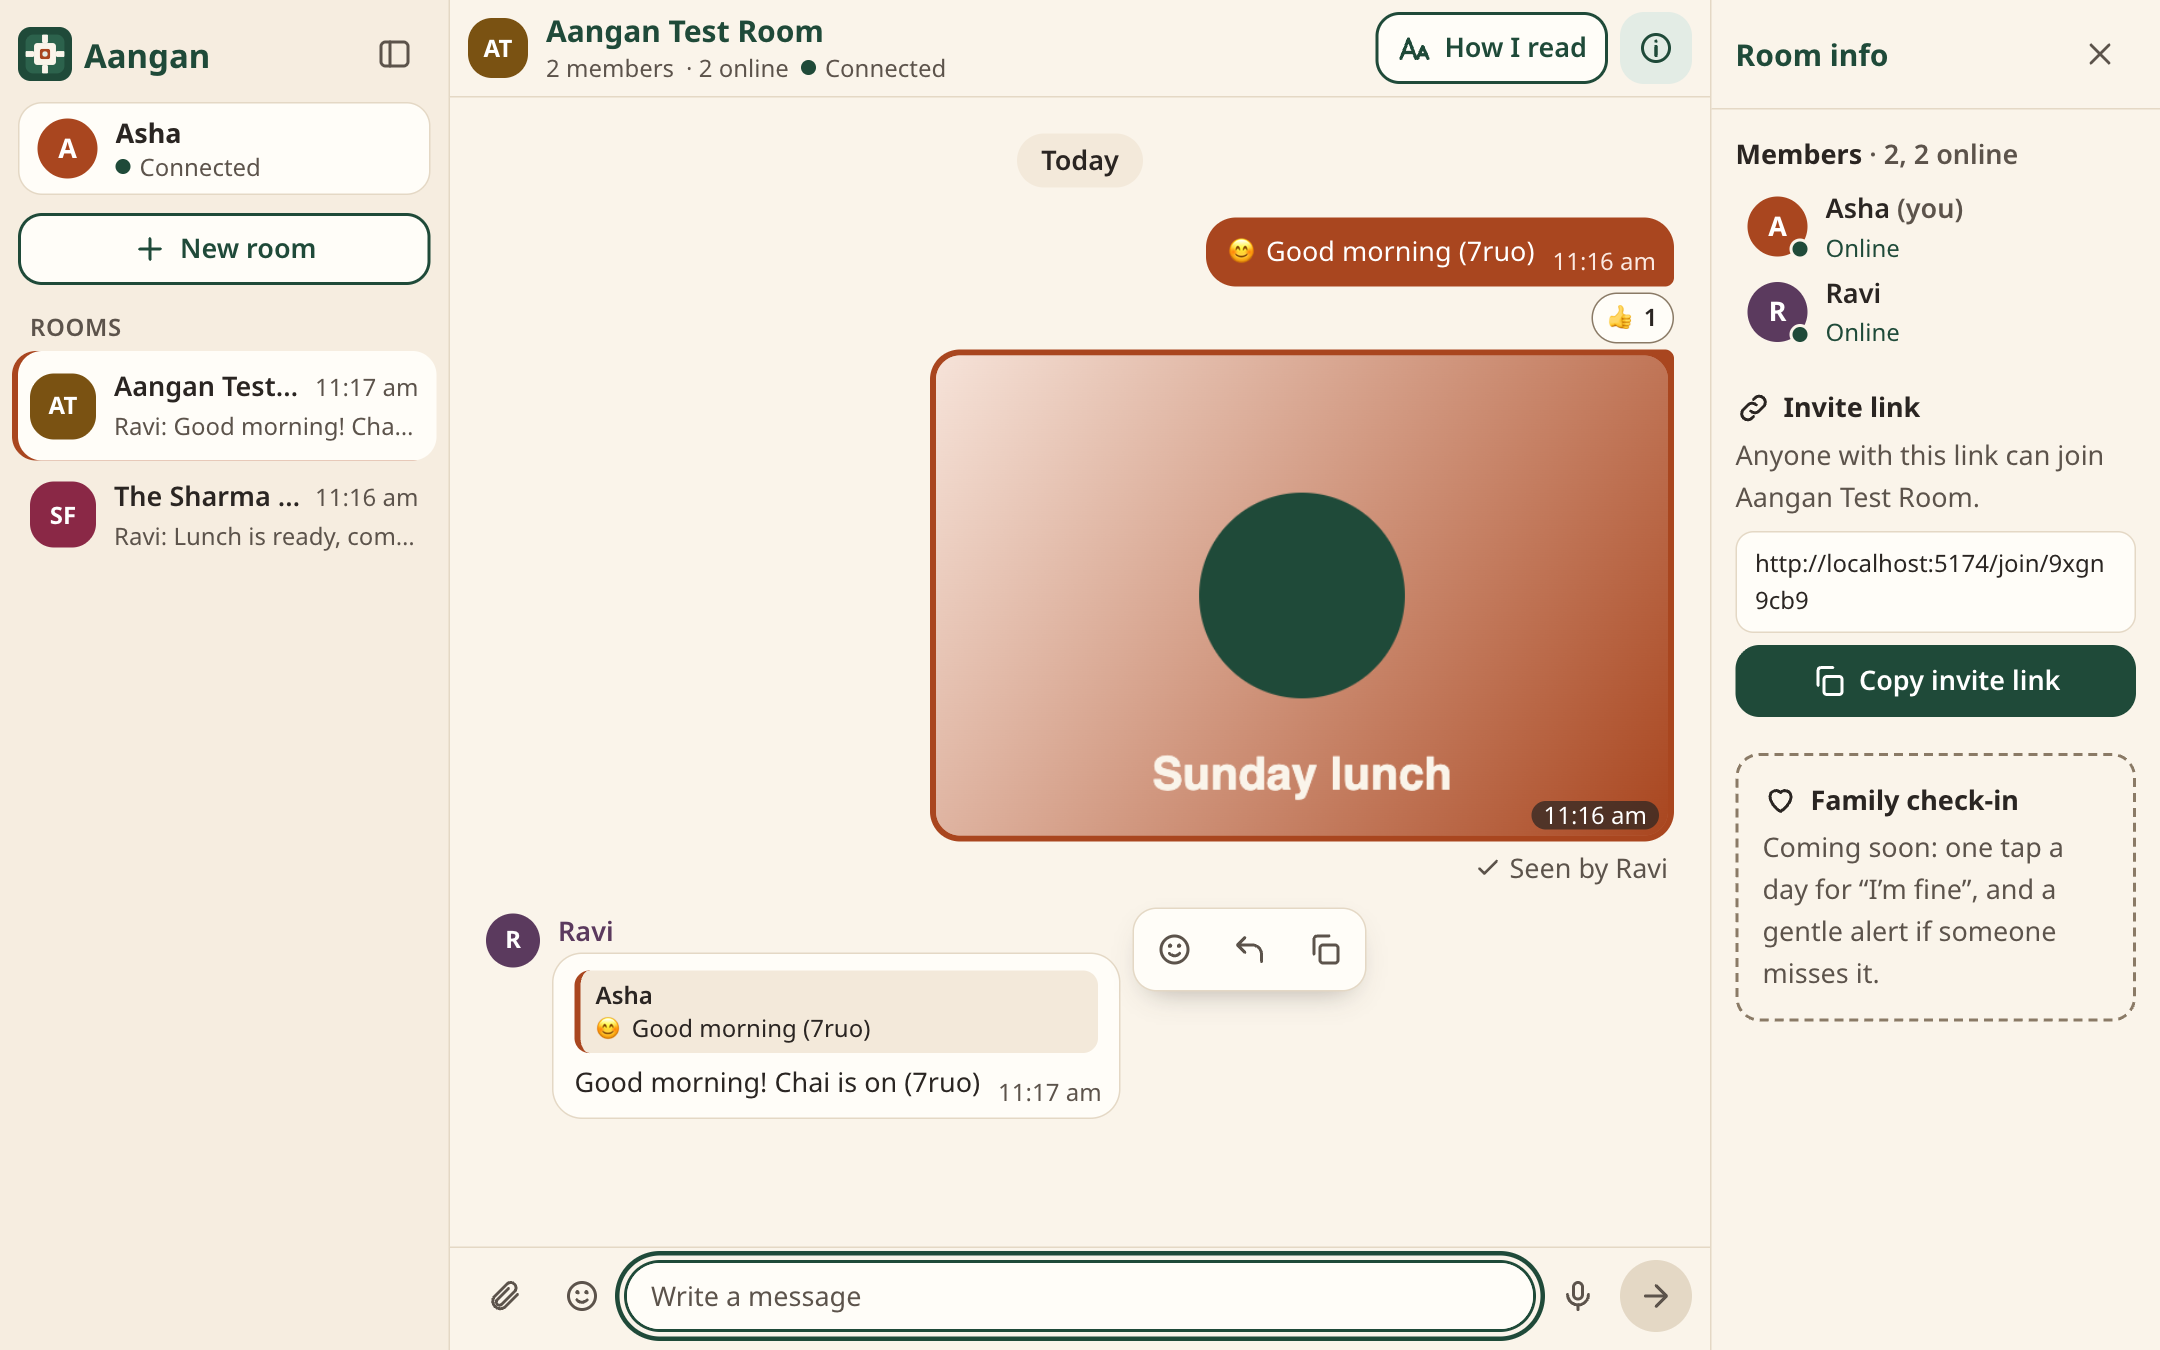 Aangan
A
Asha
Connected
New room
ROOMS
AT
Aangan Test... 11:17 am
Ravi: Good morning! Cha...
SF
The Sharma ... 11:16 am
Ravi: Lunch is ready, com...
AT
Aangan Test Room
2 members · 2 online Connected
How I read
Today
😊 Good morning (7ruo) 11:16 am
👍 1
Sunday lunch
11:16 am
Seen by Ravi
R
Ravi
Asha
😊 Good morning (7ruo)
Good morning! Chai is on (7ruo) 11:17 am
Write a message
Room info
Members · 2, 2 online
A
Asha (you)
Online
R
Ravi
Online
Invite link
Anyone with this link can join
Aangan Test Room.
http://localhost:5174/join/9xgn
9cb9
Copy invite link
Family check-in
Coming soon: one tap a
day for “I’m fine”, and a
gentle alert if someone
misses it.